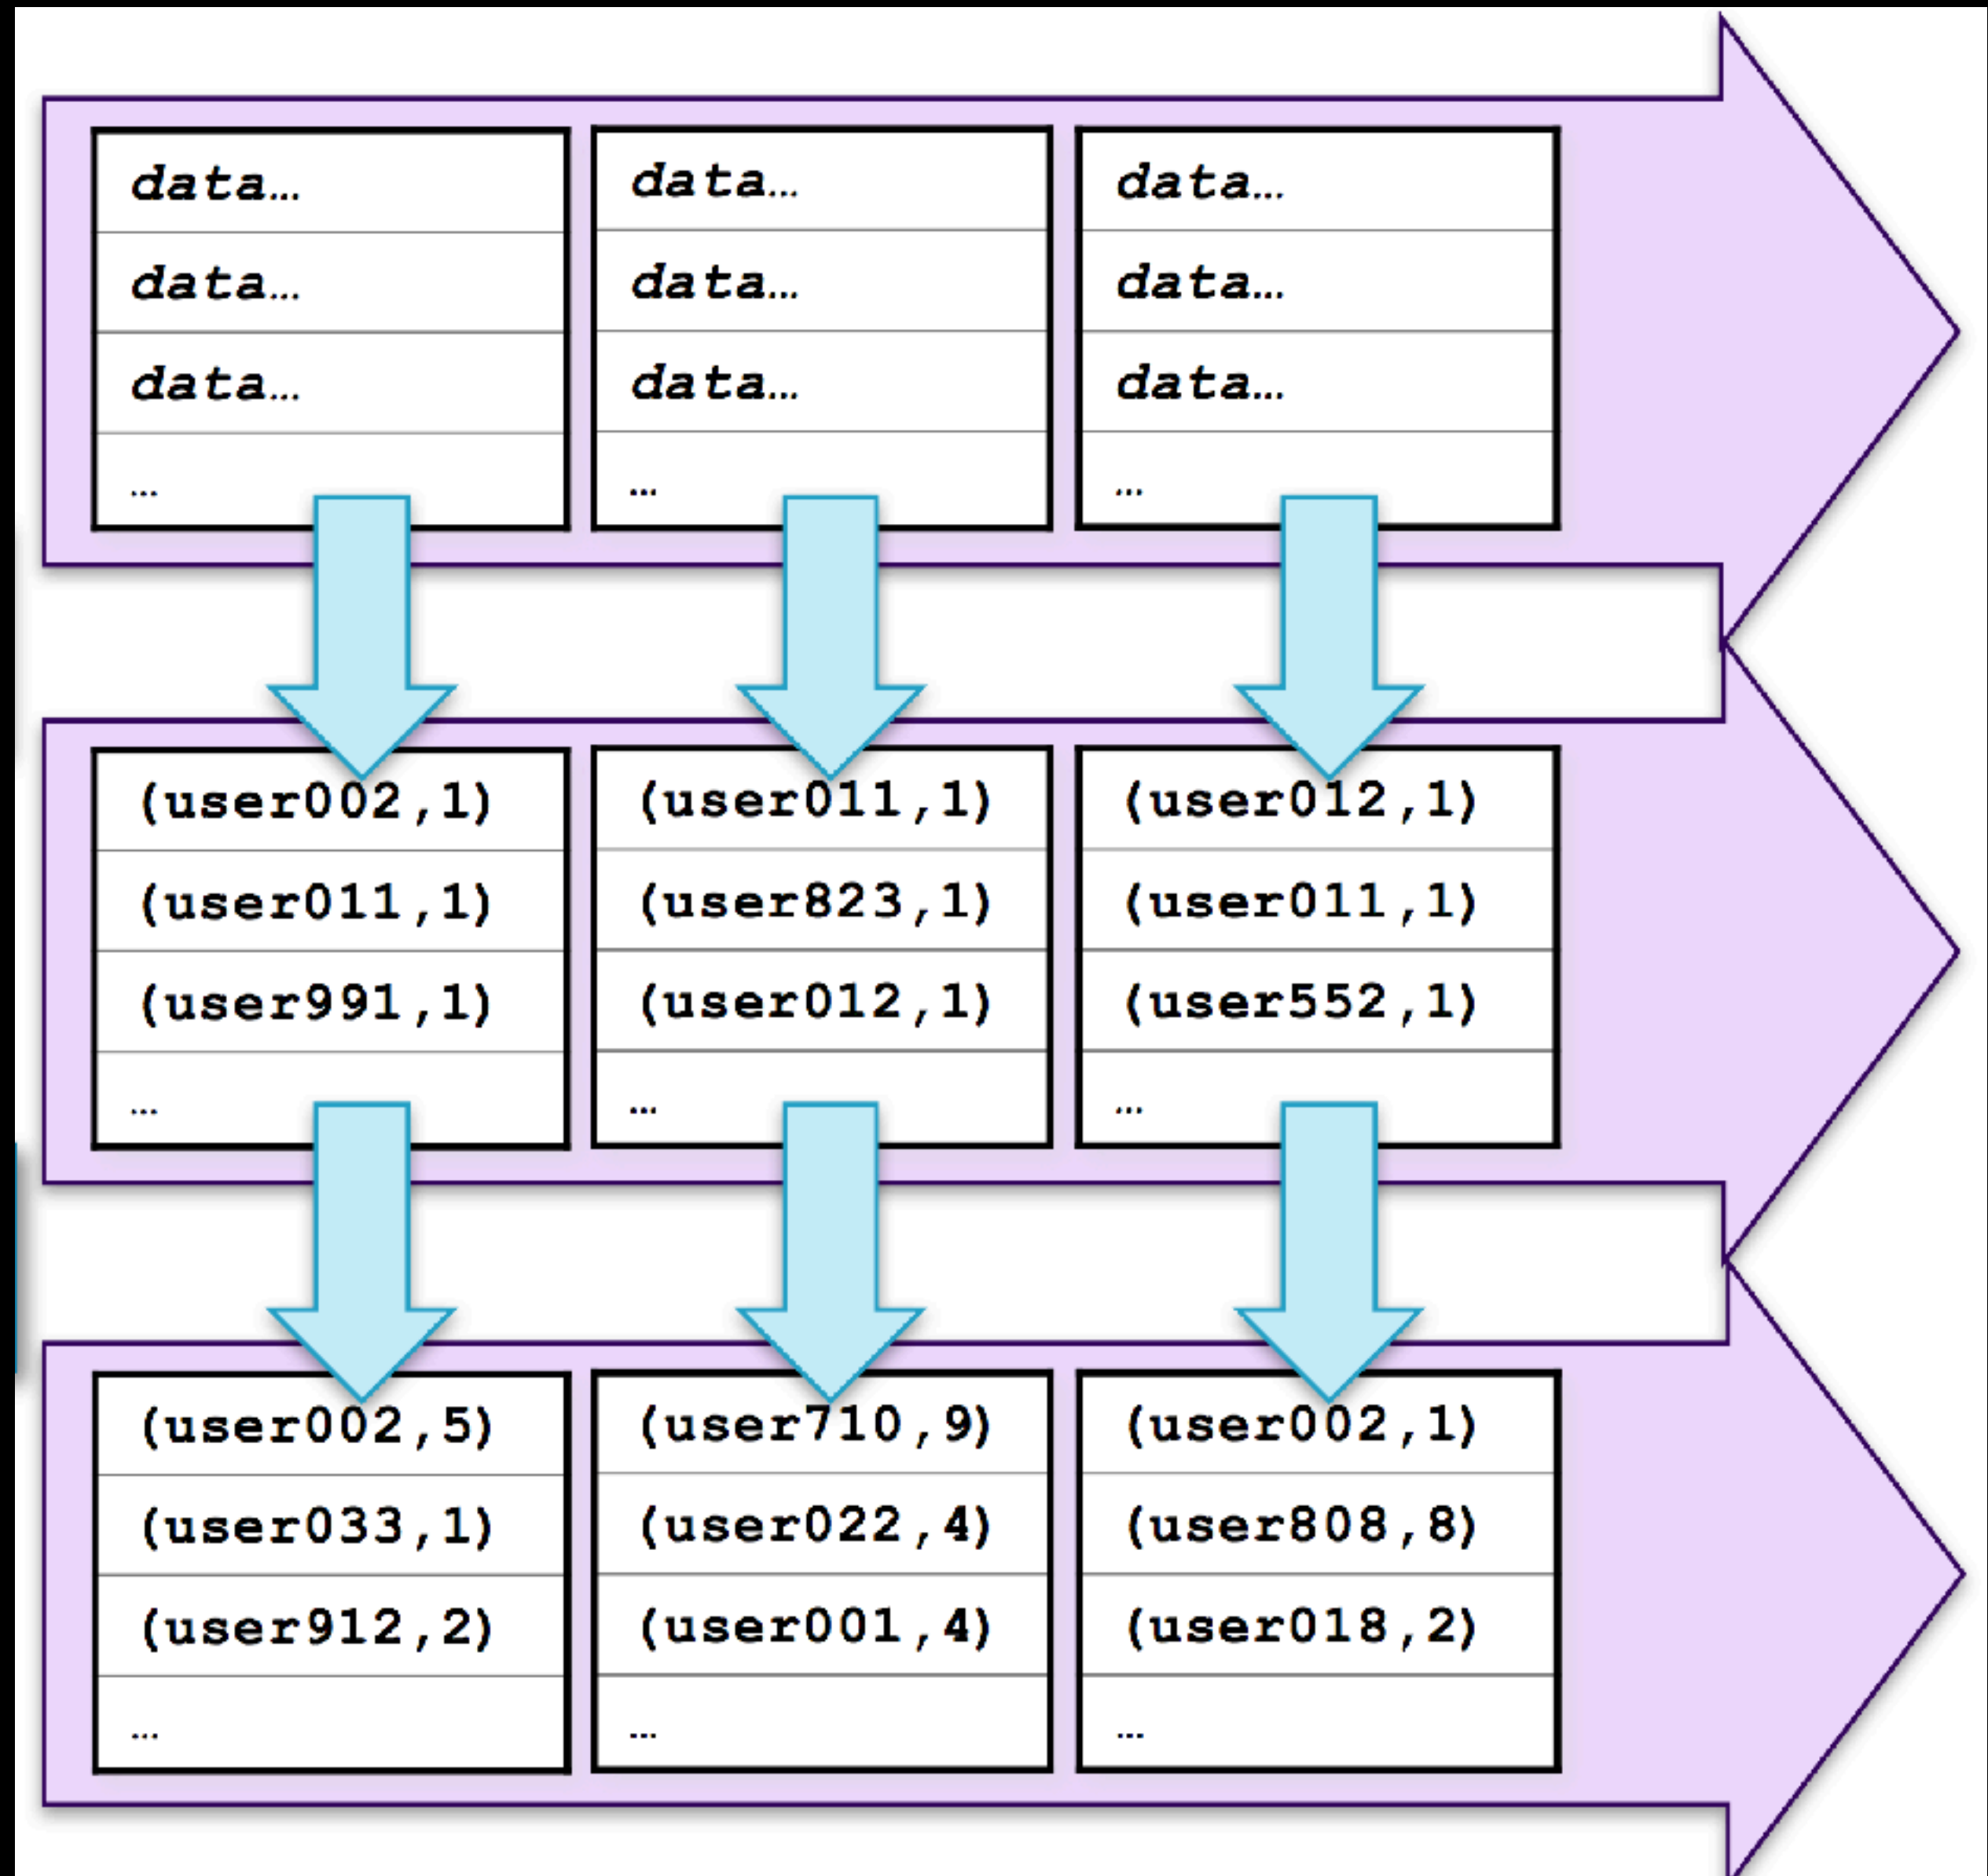 data…
data…
data…
…
data…
data…
data…
…
data…
data…
data…
…
(user002,1)
(user011,1)
(user991,1)
…
(user011,1)
(user823,1)
(user012,1)
…
(user012,1)
(user011,1)
(user552,1)
…
(user002,5)
(user033,1)
(user912,2)
…
(user710,9)
(user022,4)
(user001,4)
…
(user002,1)
(user808,8)
(user018,2)
…